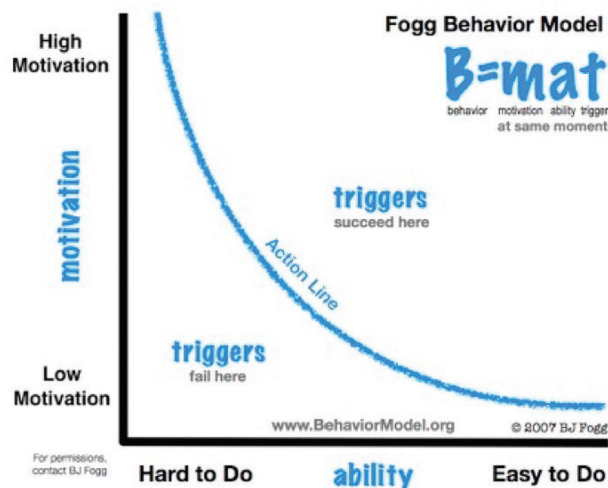 Fogg Behavior Model
High
Motivation
B=mat
behavior motivation ability trigger
at same moment
motivation
triggers
succeed here
Action Line
triggers
fail here
Low
Motivation
www.BehaviorModel.org
© 2007 BJ Fogg
For permissions,
contact BJ Fogg
Hard to Do
ability
Easy to Do